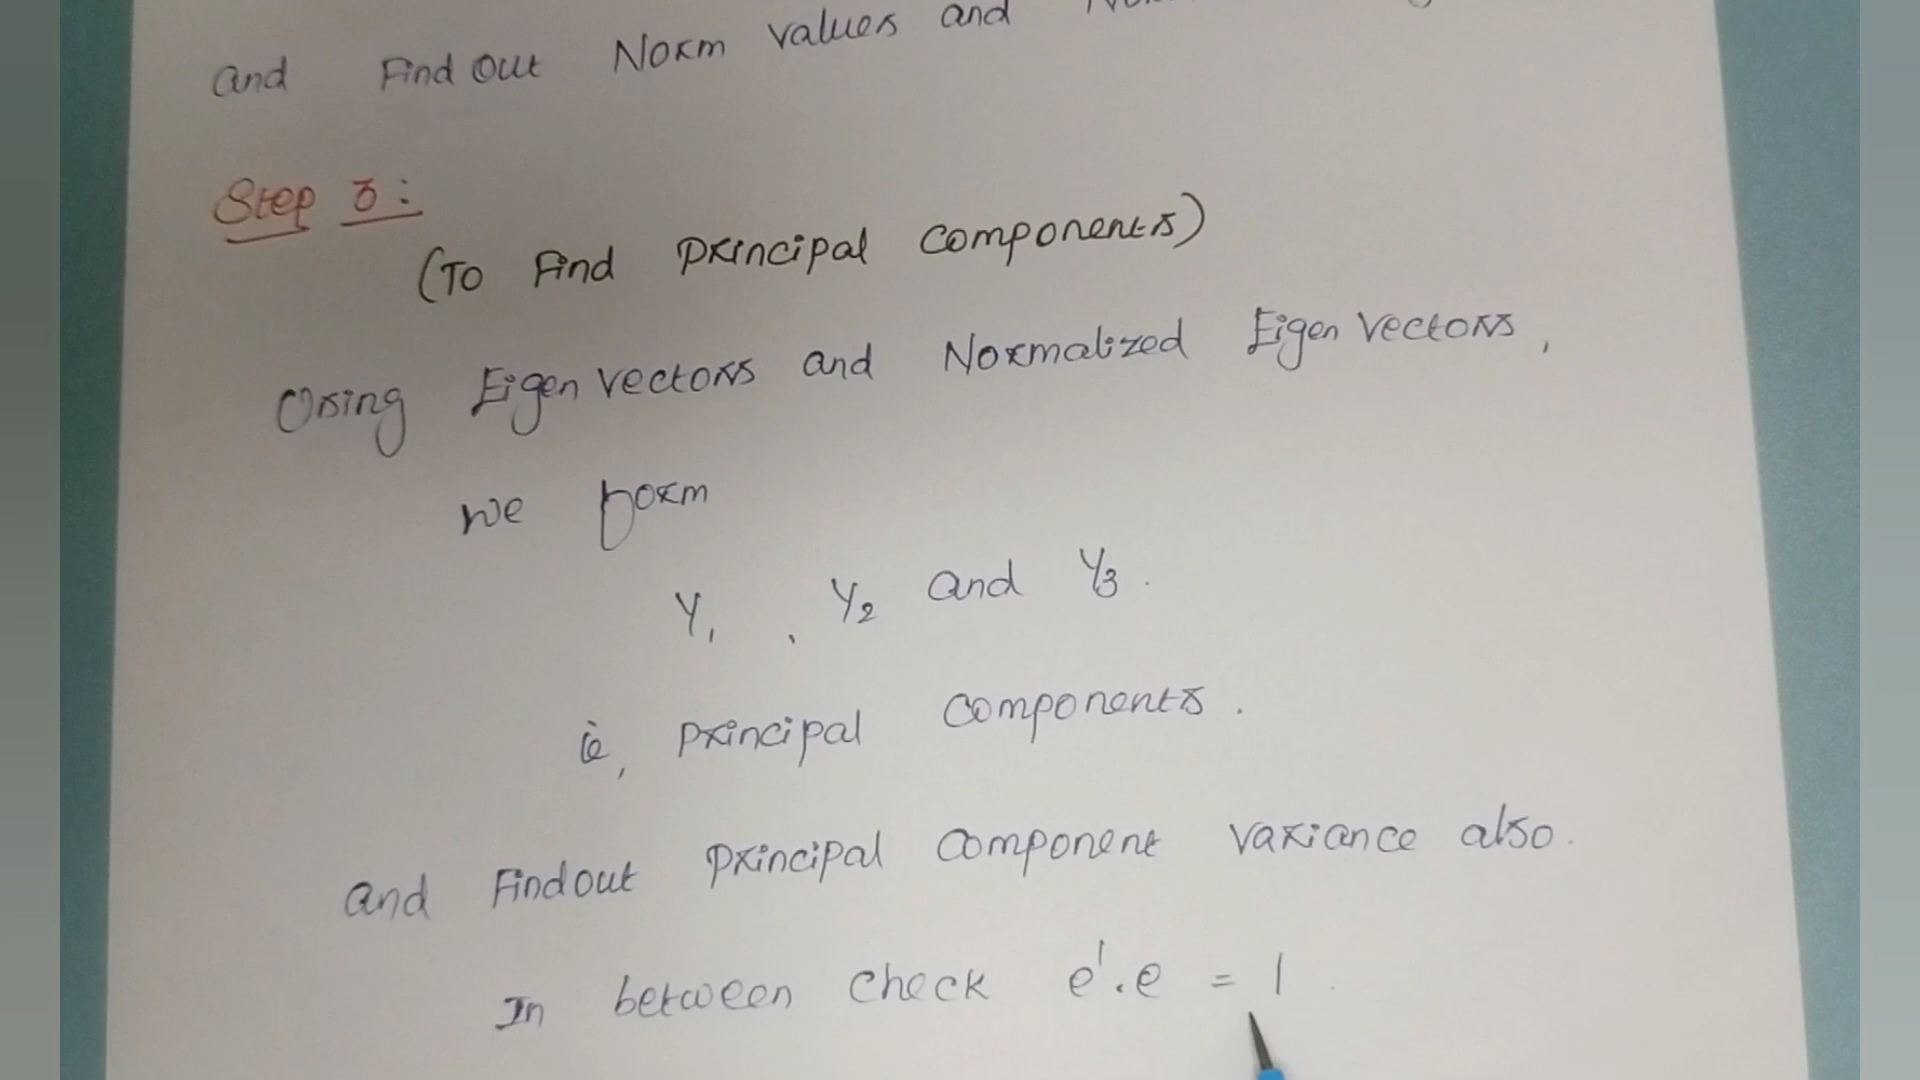 and Find out Norm values and
Step 3:
(To Find Principal Components)
Using Eigen vectors and Normalized Eigen vectors,
we form
Y1, Y2 and Y3.
ie, Principal Components.
and Findout Principal Component Variance also.
In between check e'.e = 1